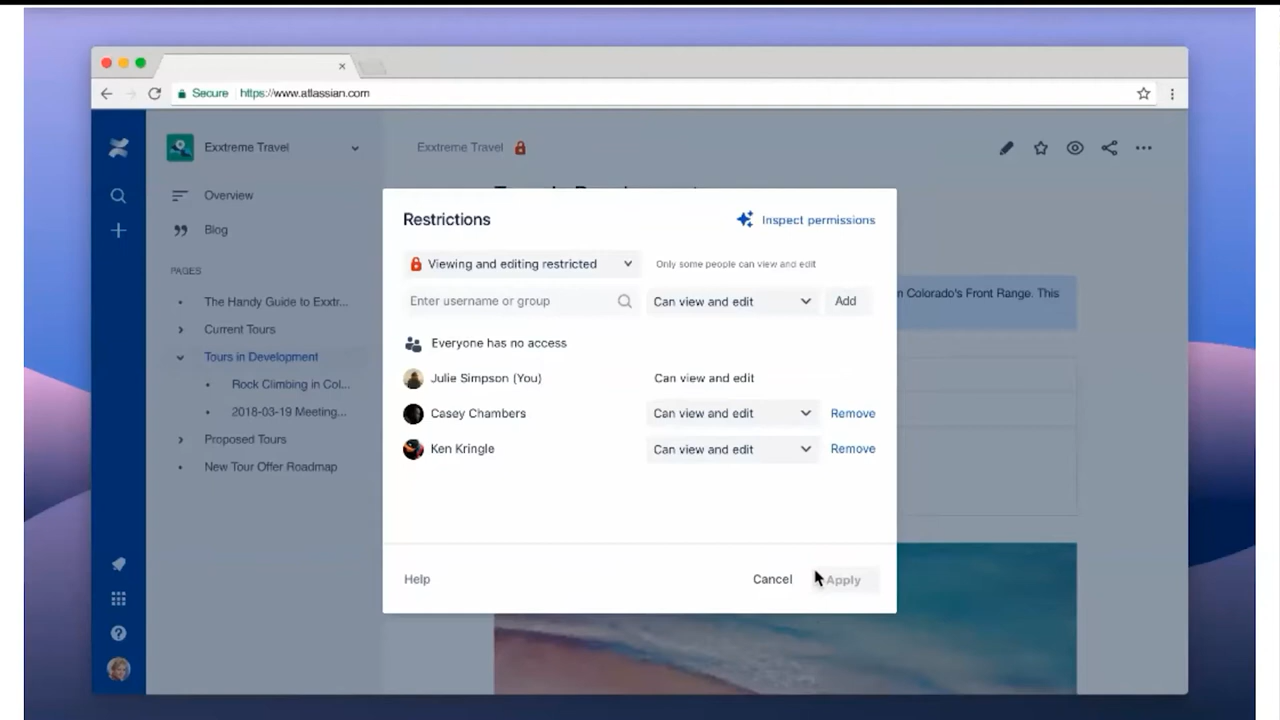 Secure https://www.atlassian.com
Exxtreme Travel
Exxtreme Travel
Overview
Blog
PAGES
The Handy Guide to Exxtr...
Current Tours
Tours in Development
Rock Climbing in Col...
2018-03-19 Meeting...
Proposed Tours
New Tour Offer Roadmap
n Colorado's Front Range. This
Restrictions
Inspect permissions
Viewing and editing restricted
Only some people can view and edit
Enter username or group
Can view and edit
Add
Everyone has no access
Julie Simpson (You)
Can view and edit
Casey Chambers
Can view and edit
Remove
Ken Kringle
Can view and edit
Remove
Help
Cancel
Apply